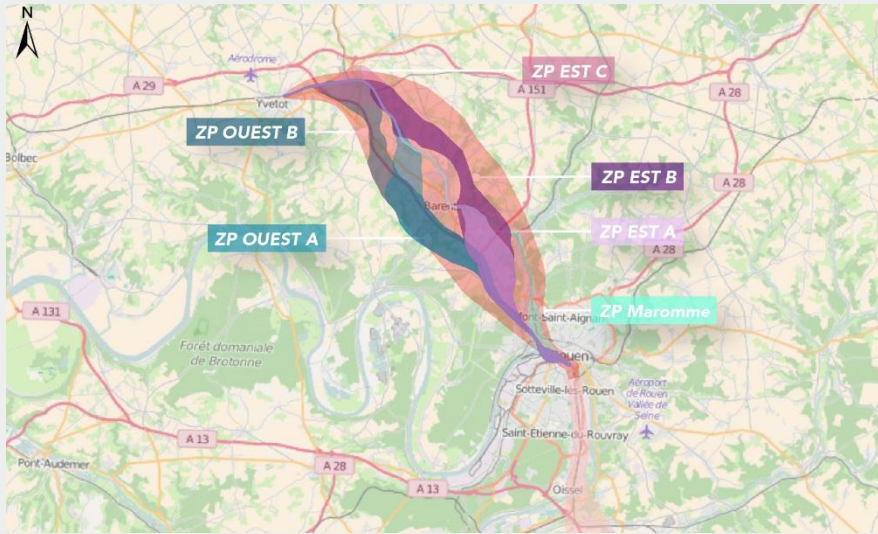 N
Aérodrome
ZP EST C
A 29
A 151
A 28
Yvetot
ZP OUEST B
Bolbec
ZP EST B
A 28
Baren
ZP OUEST A
ZP EST A
A 28
A 131
ZP Maromme
Mont-Saint-Aignan
Forêt domaniale
de Brotonne
Rouen
Sotteville-lès-Rouen
Aéroport
de Rouen
Vallée de
Seine
Saint-Étienne-du-Rouvray
A 13
Pont-Audemer
A 28
A 13
Oissel